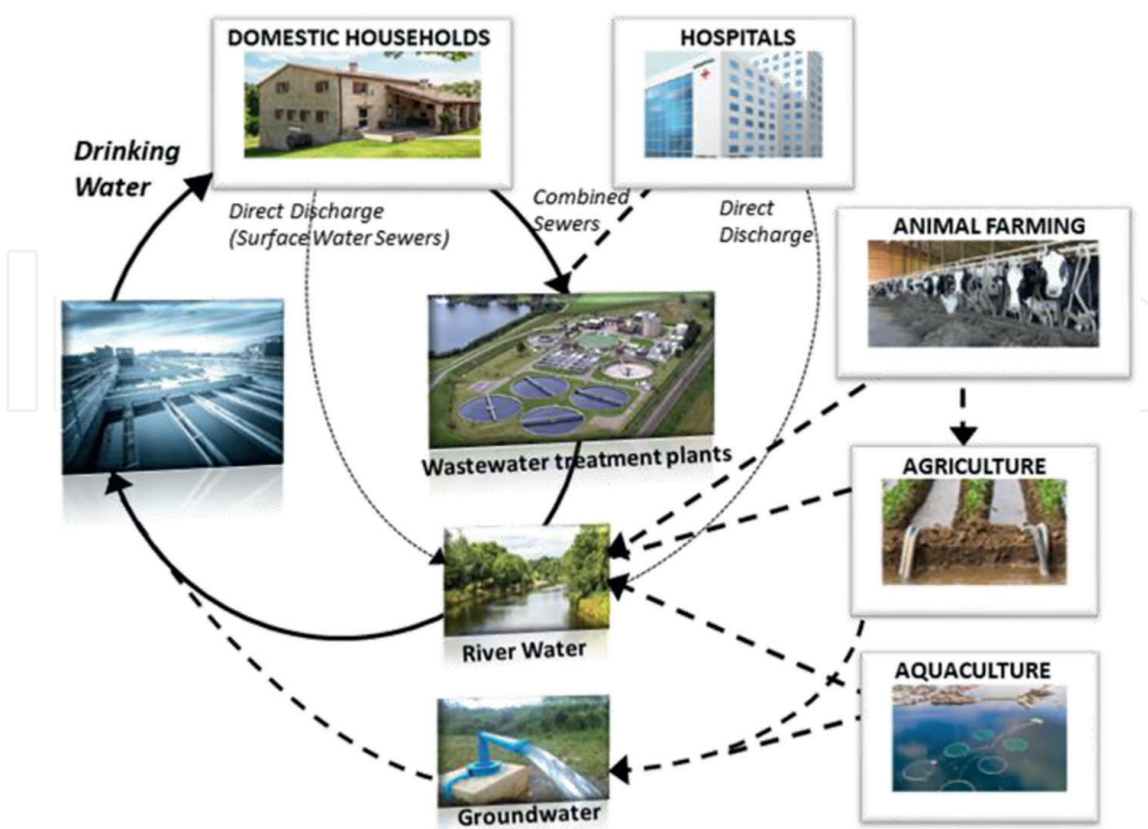 DOMESTIC HOUSEHOLDS
HOSPITALS
Drinking
Water
Direct Discharge
(Surface Water Sewers)
Combined
Sewers
Direct
Discharge
ANIMAL FARMING
Wastewater treatment plants
AGRICULTURE
River Water
AQUACULTURE
Groundwater